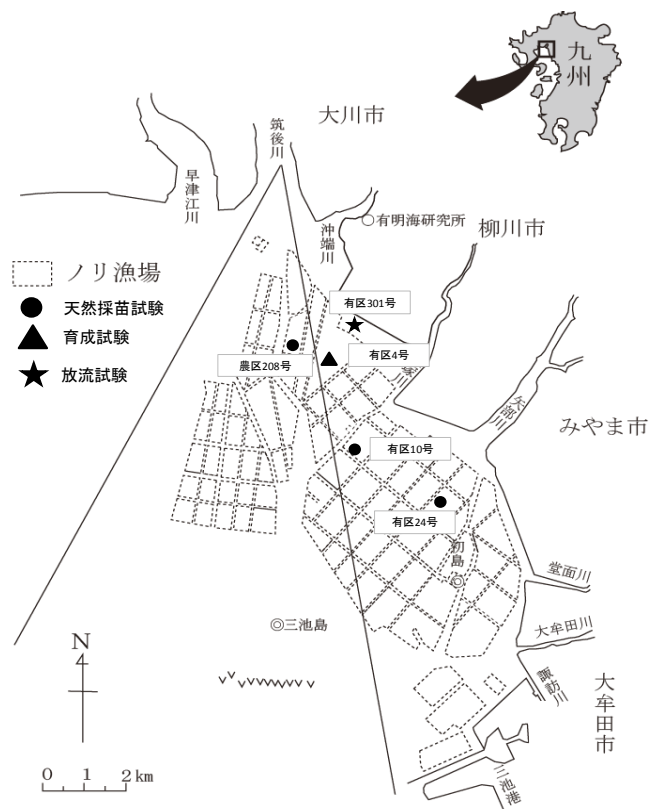 九州
大川市
筑後川
早津江川
沖端川
有明海研究所
柳川市
ノリ漁場
天然採苗試験
育成試験
放流試験
有区301号
有区4号
農区208号
川
矢部川
みやま市
有区10号
有区24号
初島
堂面川
三池島
大牟田川
諏訪川
大牟田市
三池港
N
0 1 2km